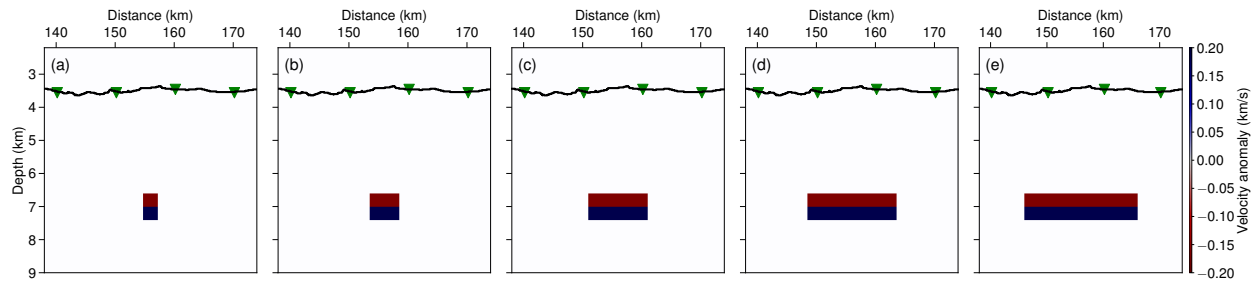 Distance (km)
140 150 160 170
(a)
Depth (km)
3
4
5
6
7
8
9
Distance (km)
140 150 160 170
(b)
Distance (km)
140 150 160 170
(c)
Distance (km)
140 150 160 170
(d)
Distance (km)
140 150 160 170
(e)
0.20
0.15
0.10
0.05
0.00
−0.05
−0.10
−0.15
−0.20
Velocity anomaly (km/s)